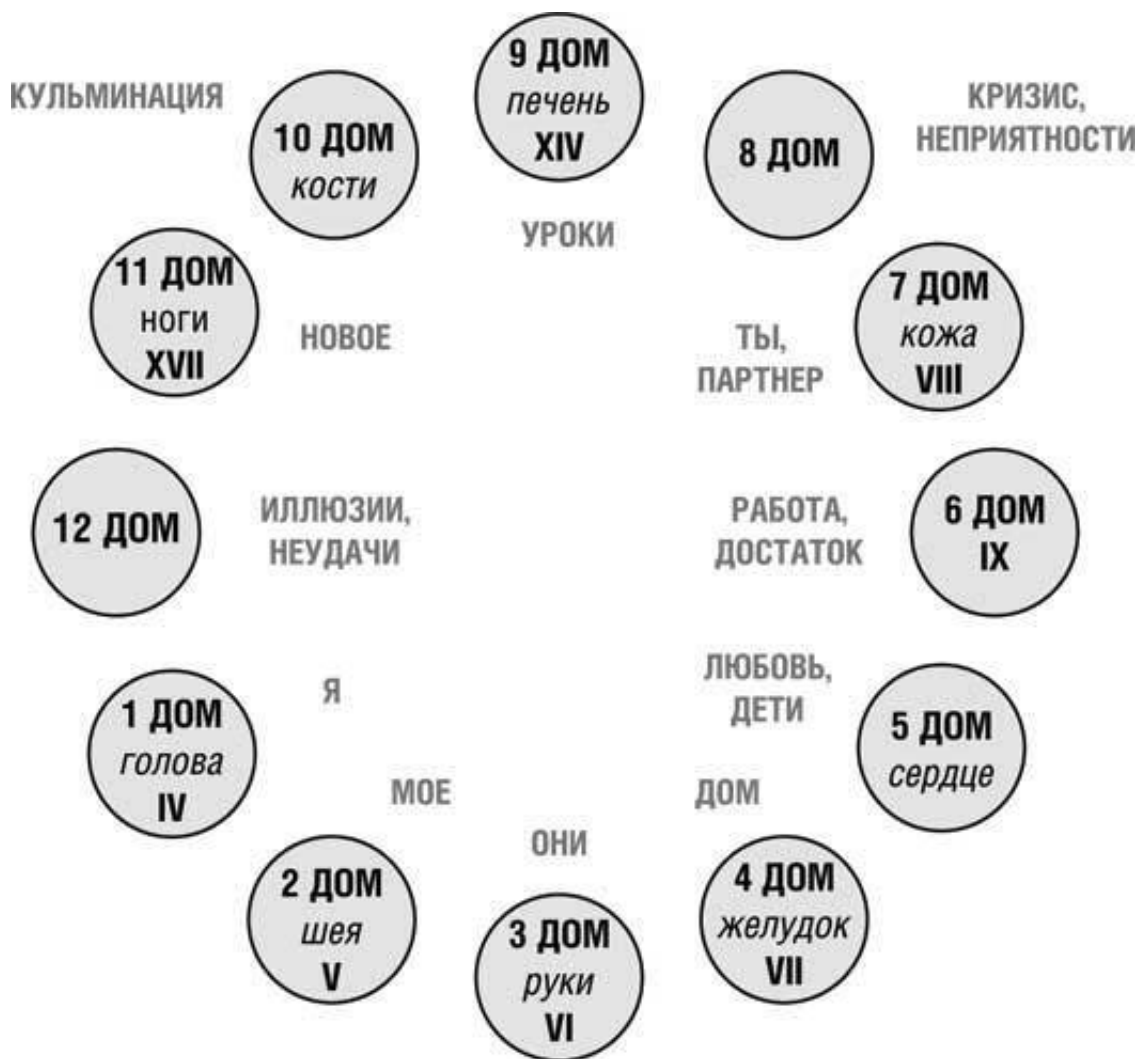 КУЛЬМИНАЦИЯ
10 ДОМ
кости
9 ДОМ
печень
XIV
УРОКИ
8 ДОМ
КРИЗИС,
НЕПРИЯТНОСТИ
11 ДОМ
ноги
XVII
НОВОЕ
ТЫ,
ПАРТНЕР
7 ДОМ
кожа
VIII
12 ДОМ
ИЛЛЮЗИИ,
НЕУДАЧИ
РАБОТА,
ДОСТАТОК
6 ДОМ
IX
1 ДОМ
голова
IV
Я
ЛЮБОВЬ,
ДЕТИ
5 ДОМ
сердце
МОЕ
ОНИ
ДОМ
2 ДОМ
шея
V
3 ДОМ
руки
VI
4 ДОМ
желудок
VII